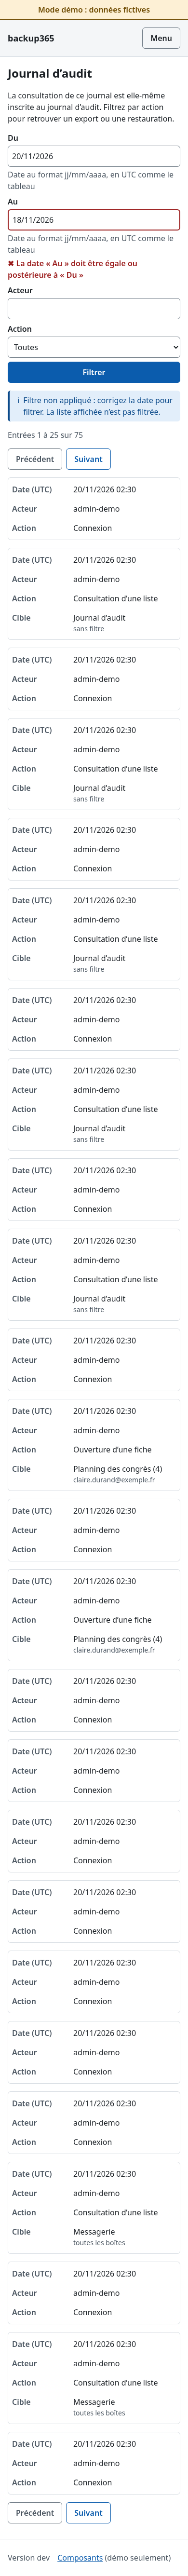 Mode démo : données fictives
backup365
Menu
Journal d’audit
La consultation de ce journal est elle-même
inscrite au journal d’audit. Filtrez par action
pour retrouver un export ou une restauration.
Du
20/11/2026
Date au format jj/mm/aaaa, en UTC comme le
tableau
Au
18/11/2026
Date au format jj/mm/aaaa, en UTC comme le
tableau
✖ La date « Au » doit être égale ou
postérieure à « Du »
Acteur
Action
Toutes
Filtrer
i Filtre non appliqué : corrigez la date pour
filtrer. La liste affichée n’est pas filtrée.
Entrées 1 à 25 sur 75
Précédent Suivant
Date (UTC) 20/11/2026 02:30
Acteur admin-demo
Action Connexion
Date (UTC) 20/11/2026 02:30
Acteur admin-demo
Action Consultation d’une liste
Cible Journal d’audit
sans filtre
Date (UTC) 20/11/2026 02:30
Acteur admin-demo
Action Connexion
Date (UTC) 20/11/2026 02:30
Acteur admin-demo
Action Consultation d’une liste
Cible Journal d’audit
sans filtre
Date (UTC) 20/11/2026 02:30
Acteur admin-demo
Action Connexion
Date (UTC) 20/11/2026 02:30
Acteur admin-demo
Action Consultation d’une liste
Cible Journal d’audit
sans filtre
Date (UTC) 20/11/2026 02:30
Acteur admin-demo
Action Connexion
Date (UTC) 20/11/2026 02:30
Acteur admin-demo
Action Consultation d’une liste
Cible Journal d’audit
sans filtre
Date (UTC) 20/11/2026 02:30
Acteur admin-demo
Action Connexion
Date (UTC) 20/11/2026 02:30
Acteur admin-demo
Action Consultation d’une liste
Cible Journal d’audit
sans filtre
Date (UTC) 20/11/2026 02:30
Acteur admin-demo
Action Connexion
Date (UTC) 20/11/2026 02:30
Acteur admin-demo
Action Ouverture d’une fiche
Cible Planning des congrès (4)
claire.durand@exemple.fr
Date (UTC) 20/11/2026 02:30
Acteur admin-demo
Action Connexion
Date (UTC) 20/11/2026 02:30
Acteur admin-demo
Action Ouverture d’une fiche
Cible Planning des congrès (4)
claire.durand@exemple.fr
Date (UTC) 20/11/2026 02:30
Acteur admin-demo
Action Connexion
Date (UTC) 20/11/2026 02:30
Acteur admin-demo
Action Connexion
Date (UTC) 20/11/2026 02:30
Acteur admin-demo
Action Connexion
Date (UTC) 20/11/2026 02:30
Acteur admin-demo
Action Connexion
Date (UTC) 20/11/2026 02:30
Acteur admin-demo
Action Connexion
Date (UTC) 20/11/2026 02:30
Acteur admin-demo
Action Connexion
Date (UTC) 20/11/2026 02:30
Acteur admin-demo
Action Connexion
Date (UTC) 20/11/2026 02:30
Acteur admin-demo
Action Consultation d’une liste
Cible Messagerie
toutes les boîtes
Date (UTC) 20/11/2026 02:30
Acteur admin-demo
Action Connexion
Date (UTC) 20/11/2026 02:30
Acteur admin-demo
Action Consultation d’une liste
Cible Messagerie
toutes les boîtes
Date (UTC) 20/11/2026 02:30
Acteur admin-demo
Action Connexion
Précédent Suivant
Version dev Composants (démo seulement)